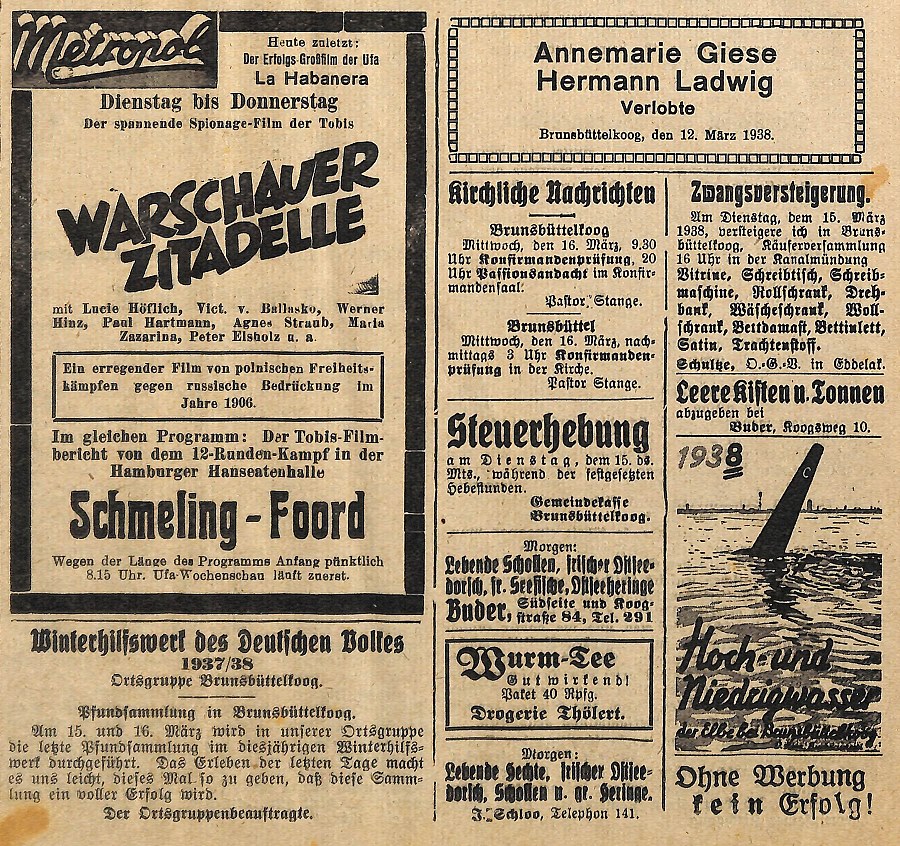 Metropol
Heute zuletzt:
Der Erfolgs-Großfilm der Ufa
La Habanera
Dienstag bis Donnerstag
Der spannende Spionage-Film der Tobis
WARSCHAUER
ZITADELLE
mit Lucie Höflich, Vict. v. Ballasko, Werner
Hinz, Paul Hartmann, Agnes Straub, Maria
Zazarina, Peter Elsholz u. a.
Ein erregender Film von polnischen Freiheits-
kämpfen gegen russische Bedrückung im
Jahre 1906.
Im gleichen Programm: Der Tobis-Film-
bericht von dem 12-Runden-Kampf in der
Hamburger Hanseatenhalle
Schmeling - Foord
Wegen der Länge des Programms Anfang pünktlich
8.15 Uhr. Ufa-Wochenschau läuft zuerst.
Winterhilfswerk des Deutschen Volkes
1937/38
Ortsgruppe Brunsbüttelkoog.
Pfundsammlung in Brunsbüttelkoog.
Am 15. und 16. März wird in unserer Ortsgruppe
die letzte Pfundsammlung im diesjährigen Winterhilfs-
werk durchgeführt. Das Erleben der letzten Tage macht
es uns leicht, dieses Mal so zu geben, daß diese Samm-
lung ein voller Erfolg wird.
Der Ortsgruppenbeauftragte.
Annemarie Giese
Hermann Ladwig
Verlobte
Brunsbüttelkoog, den 12. März 1938.
Kirchliche Nachrichten
Brunsbüttelkoog
Mittwoch, den 16. März, 9.30
Uhr Konfirmandenprüfung, 20
Uhr Passionsandacht im Konfir-
mandensaal.
Pastor Stange.
Brunsbüttel
Mittwoch, den 16. März, nach-
mittags 3 Uhr Konfirmanden-
prüfung in der Kirche.
Pastor Stange.
Steuerhebung
am Dienstag, dem 15. ds.
Mts., während der festgesetzten
Hebestunden.
Gemeindekasse
Brunsbüttelkoog.
Morgen:
Lebende Schollen, frischer Ostsee-
dorsch, fr. Seefische, Ostseeheringe
Buder, Südseite und Koog-
straße 84, Tel. 291
Wurm-Tee
Gut wirkend!
Paket 40 Rpfg.
Drogerie Thölert.
Morgen:
Lebende Hechte, frischer Ostsee-
dorsch, Schollen u. gr. Heringe.
J. Schloo, Telephon 141.
Zwangsversteigerung.
Am Dienstag, dem 15. März
1938, versteigere ich in Bruns-
büttelkoog, Käuferversammlung
16 Uhr in der Kanalmündung
Vitrine, Schreibtisch, Schreib-
maschine, Rollschrank, Dreh-
bank, Wäscheschrank, Woll-
schrank, Bettdamast, Bettinlett,
Satin, Trachtenstoff.
Schultze, O.-G.-V. in Eddelak.
Leere Kisten u. Tonnen
abzugeben bei
Buder, Koogsweg 10.
1938
C
Hoch- und
Niedrigwasser
der Elbe bei Brunsbüttelkoog
Ohne Werbung
kein Erfolg!